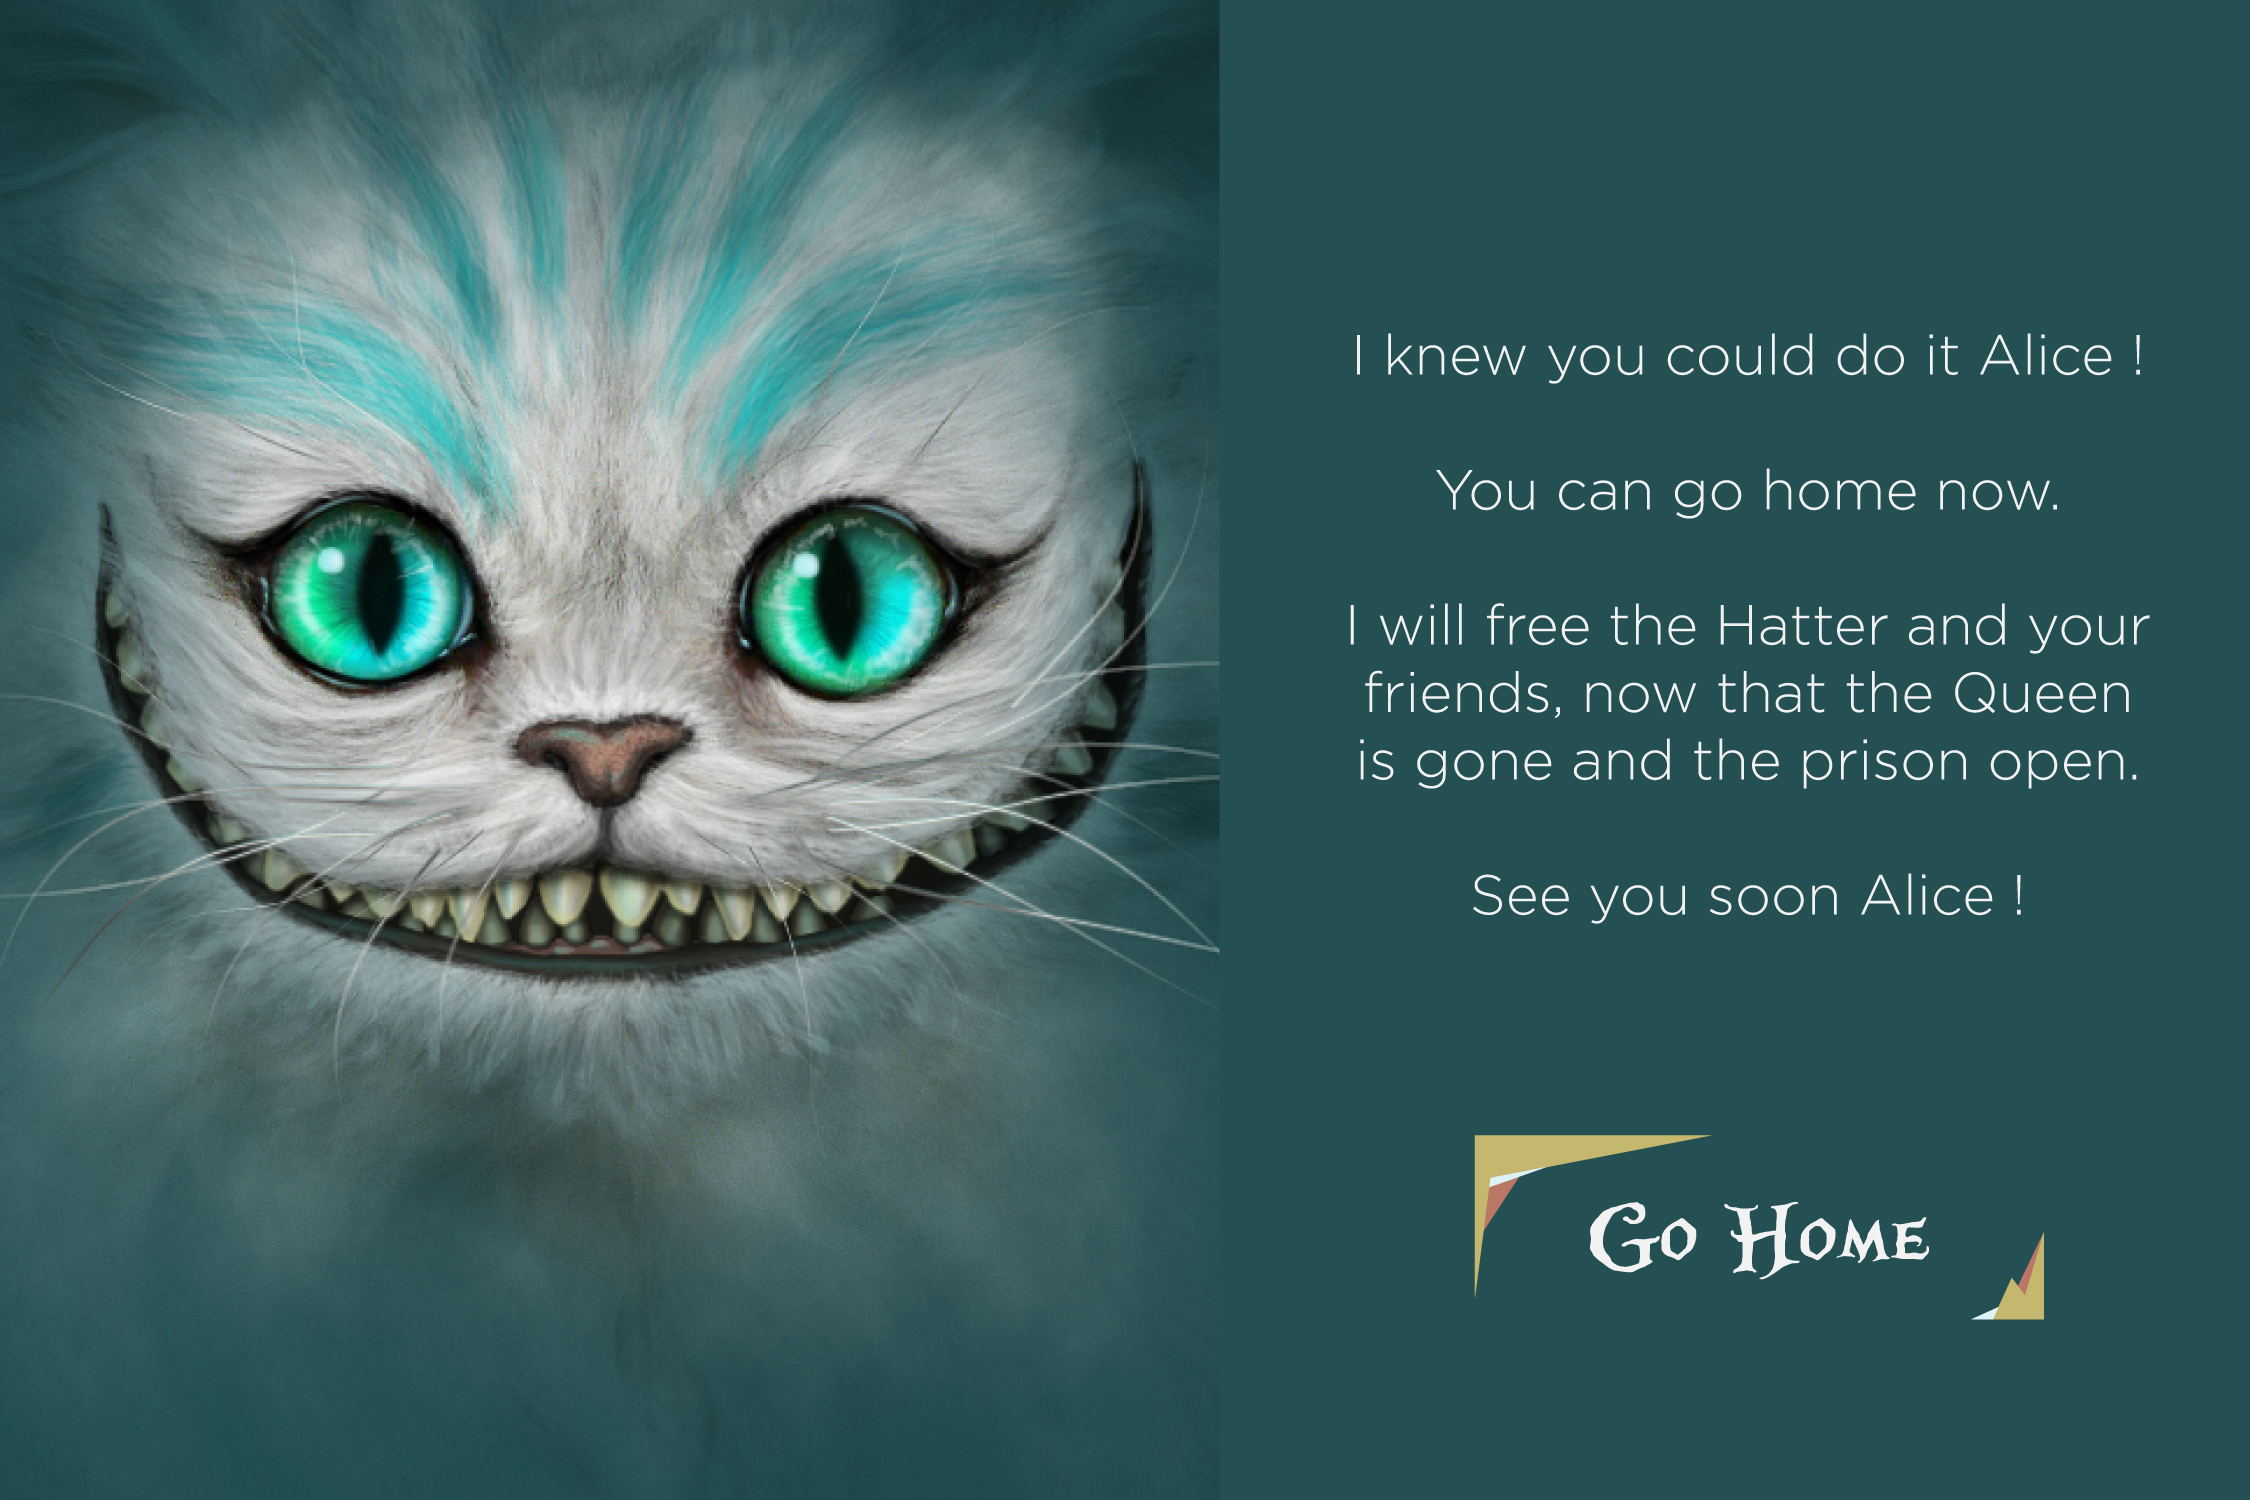 I knew you could do it Alice !
You can go home now.
I will free the Hatter and your
friends, now that the Queen
is gone and the prison open.
See you soon Alice !
Go Home